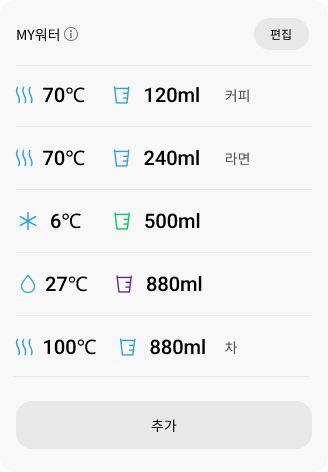 MY워터 편집
70℃ 120ml 커피
70℃ 240ml 라면
6℃ 500ml
27℃ 880ml
100℃ 880ml 차
추가